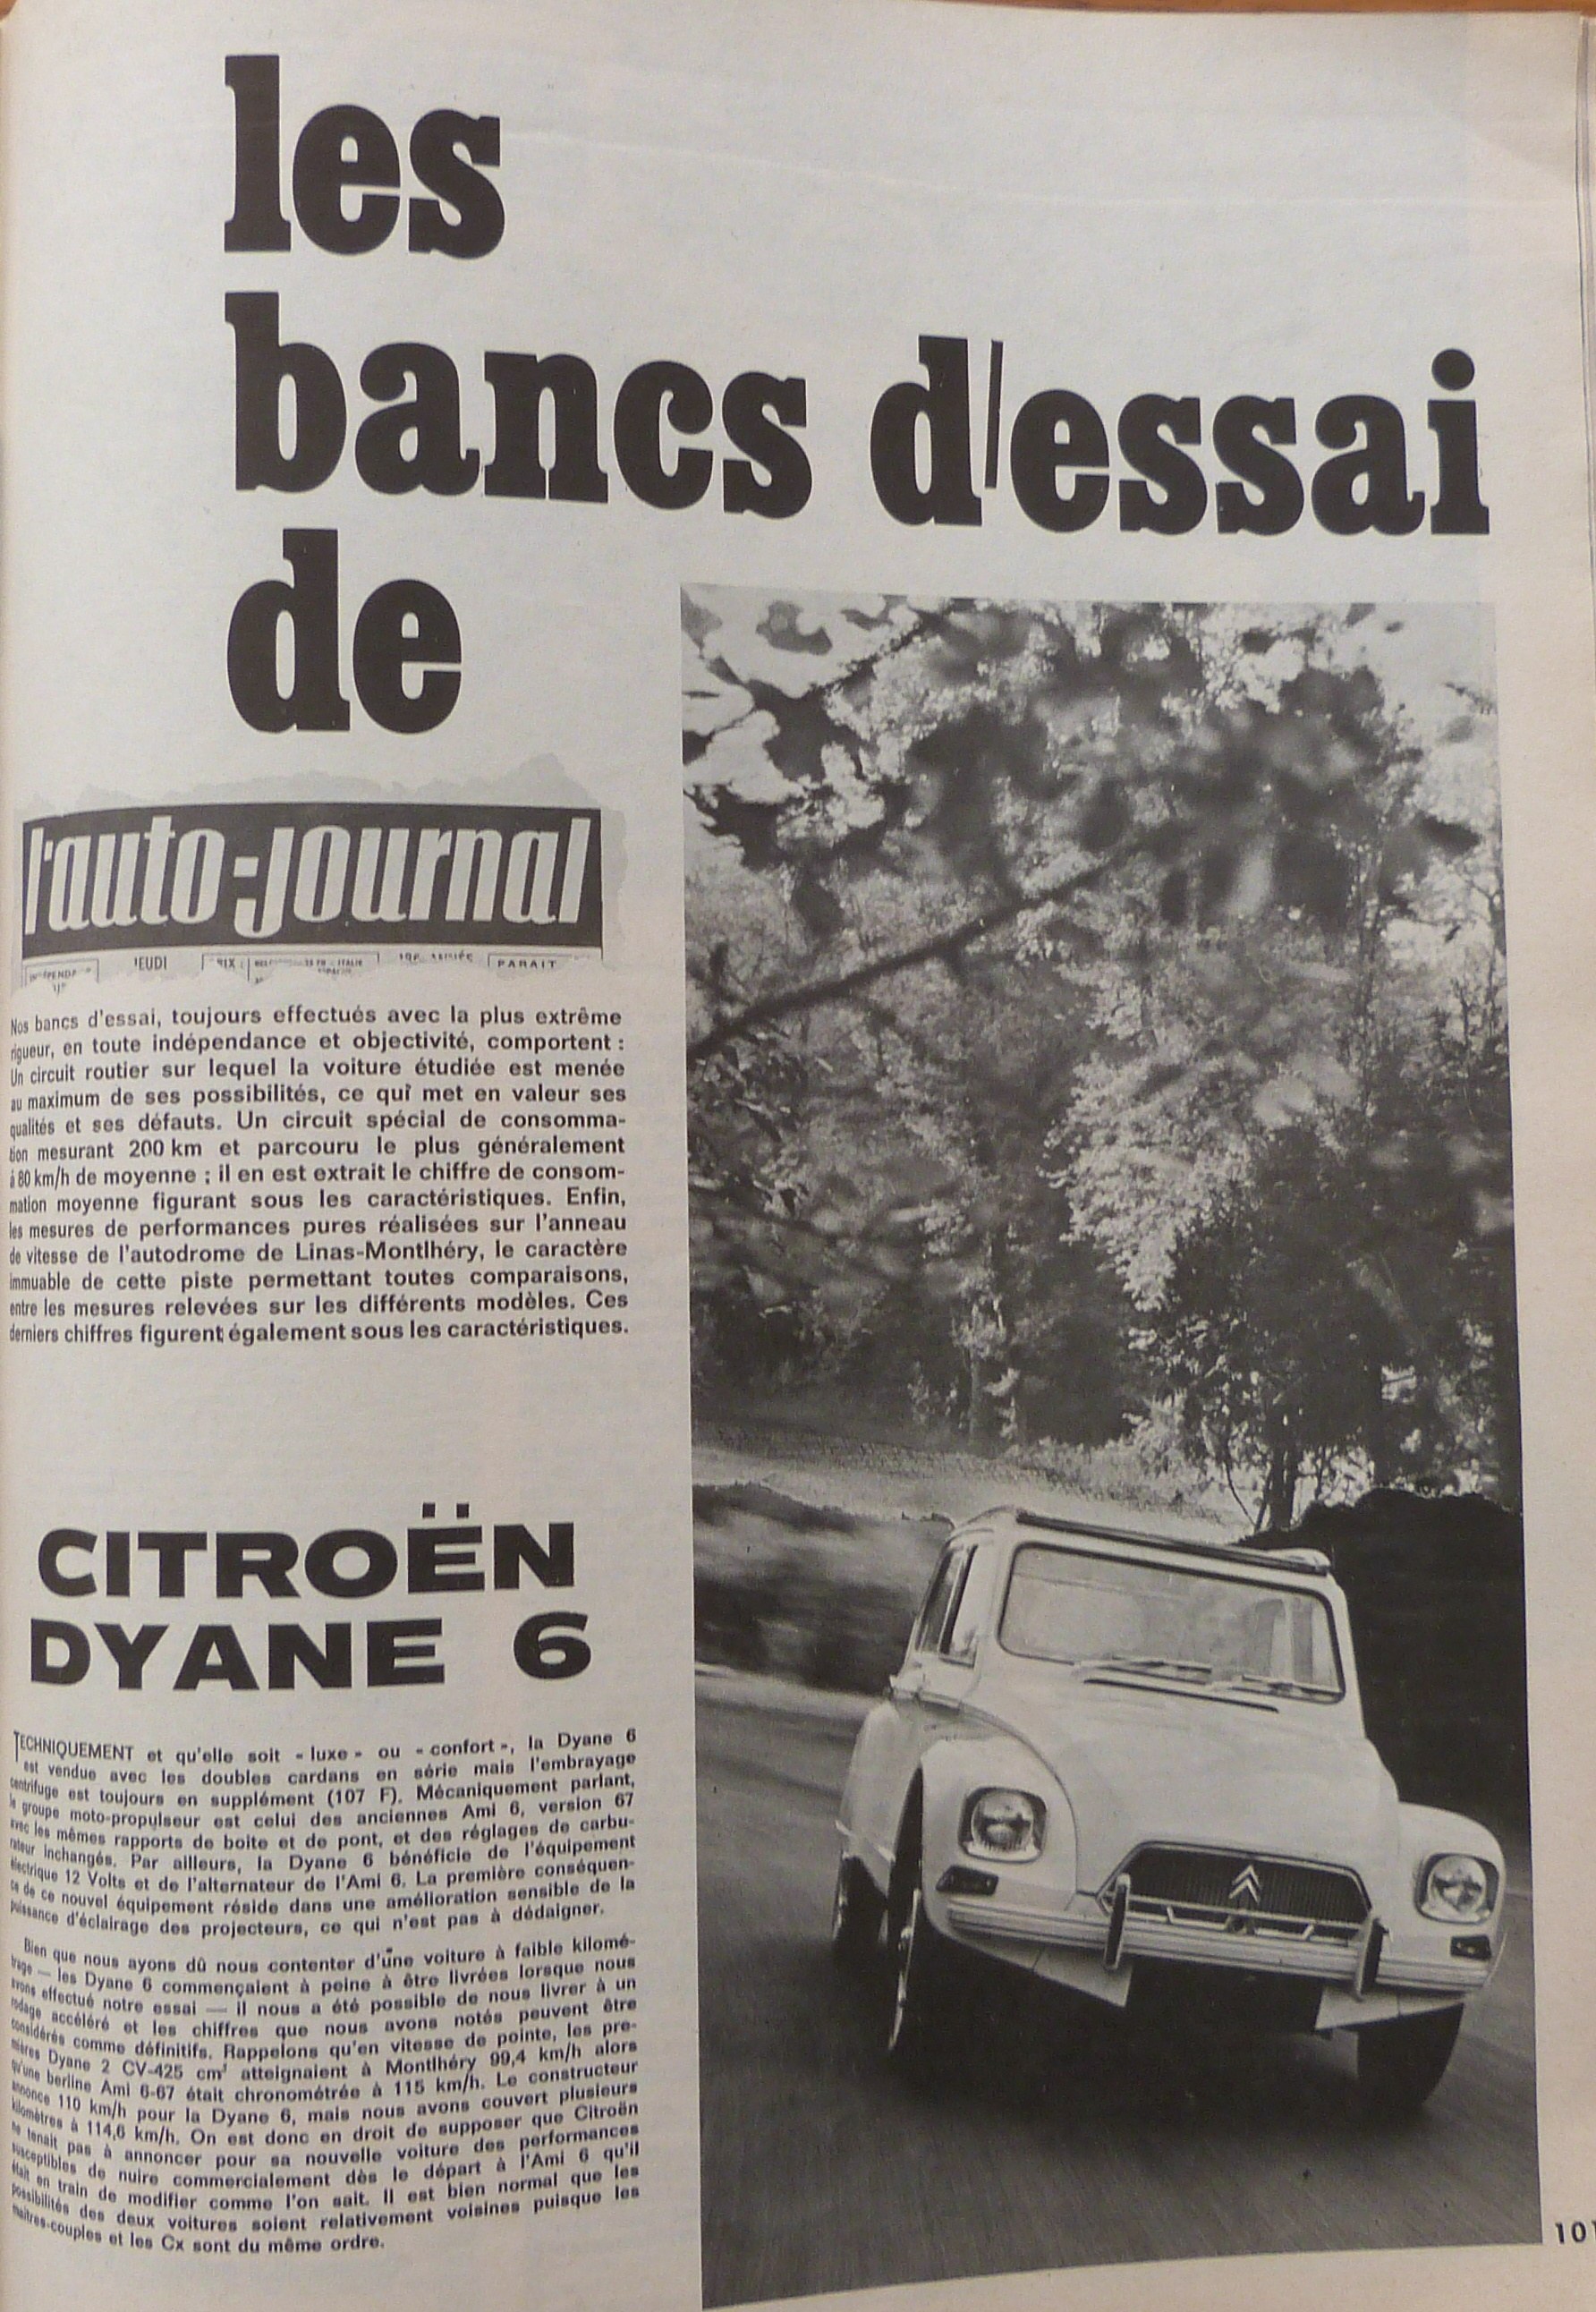 les
bancs d'essai
de
l'auto-journal
JEUDI
PARAIT
Nos bancs d'essai, toujours effectués avec la plus extrême
rigueur, en toute indépendance et objectivité, comportent :
Un circuit routier sur lequel la voiture étudiée est menée
au maximum de ses possibilités, ce qui met en valeur ses
qualités et ses défauts. Un circuit spécial de consomma-
tion mesurant 200 km et parcouru le plus généralement
à 80 km/h de moyenne ; il en est extrait le chiffre de consom-
mation moyenne figurant sous les caractéristiques. Enfin,
les mesures de performances pures réalisées sur l'anneau
de vitesse de l'autodrome de Linas-Montlhéry, le caractère
immuable de cette piste permettant toutes comparaisons,
entre les mesures relevées sur les différents modèles. Ces
derniers chiffres figurent également sous les caractéristiques.
CITROËN
DYANE 6
TECHNIQUEMENT et qu'elle soit « luxe » ou « confort », la Dyane 6
est vendue avec les doubles cardans en série mais l'embrayage
centrifuge est toujours en supplément (107 F). Mécaniquement parlant,
le groupe moto-propulseur est celui des anciennes Ami 6, version 67
avec les mêmes rapports de boite et de pont, et des réglages de carbu-
rateur inchangés. Par ailleurs, la Dyane 6 bénéficie de l'équipement
électrique 12 Volts et de l'alternateur de l'Ami 6. La première conséquen-
ce de ce nouvel équipement réside dans une amélioration sensible de la
puissance d'éclairage des projecteurs, ce qui n'est pas à dédaigner.
Bien que nous ayons dû nous contenter d'une voiture à faible kilomé-
trage — les Dyane 6 commençaient à peine à être livrées lorsque nous
avons effectué notre essai — il nous a été possible de nous livrer à un
rodage accéléré et les chiffres que nous avons notés peuvent être
considérés comme définitifs. Rappelons qu'en vitesse de pointe, les pre-
mières Dyane 2 CV-425 cm³ atteignaient à Montlhéry 99,4 km/h alors
qu'une berline Ami 6-67 était chronométrée à 115 km/h. Le constructeur
annonce 110 km/h pour la Dyane 6, mais nous avons couvert plusieurs
kilomètres à 114,6 km/h. On est donc en droit de supposer que Citroën
ne tenait pas à annoncer pour sa nouvelle voiture des performances
susceptibles de nuire commercialement dès le départ à l'Ami 6 qu'il
était en train de modifier comme l'on sait. Il est bien normal que les
possibilités des deux voitures soient relativement voisines puisque les
maîtres-couples et les Cx sont du même ordre.
101